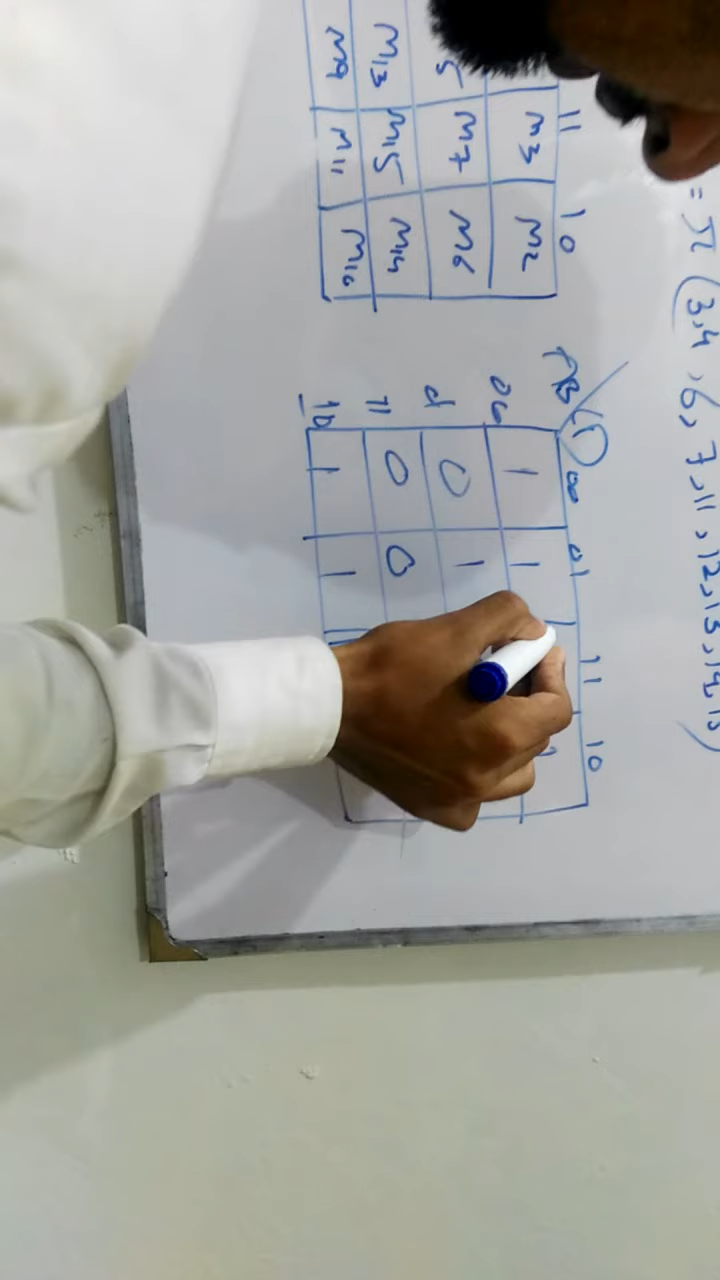 = π (3,4,6,7,11,12,13,14,15)
11 10
m3 m2
5 m7 m6
m13 m15 m14
m9 m11 m10
AB CD 00 01 11 10
00 1 1
01 0 1
11 0 0
10 1 1